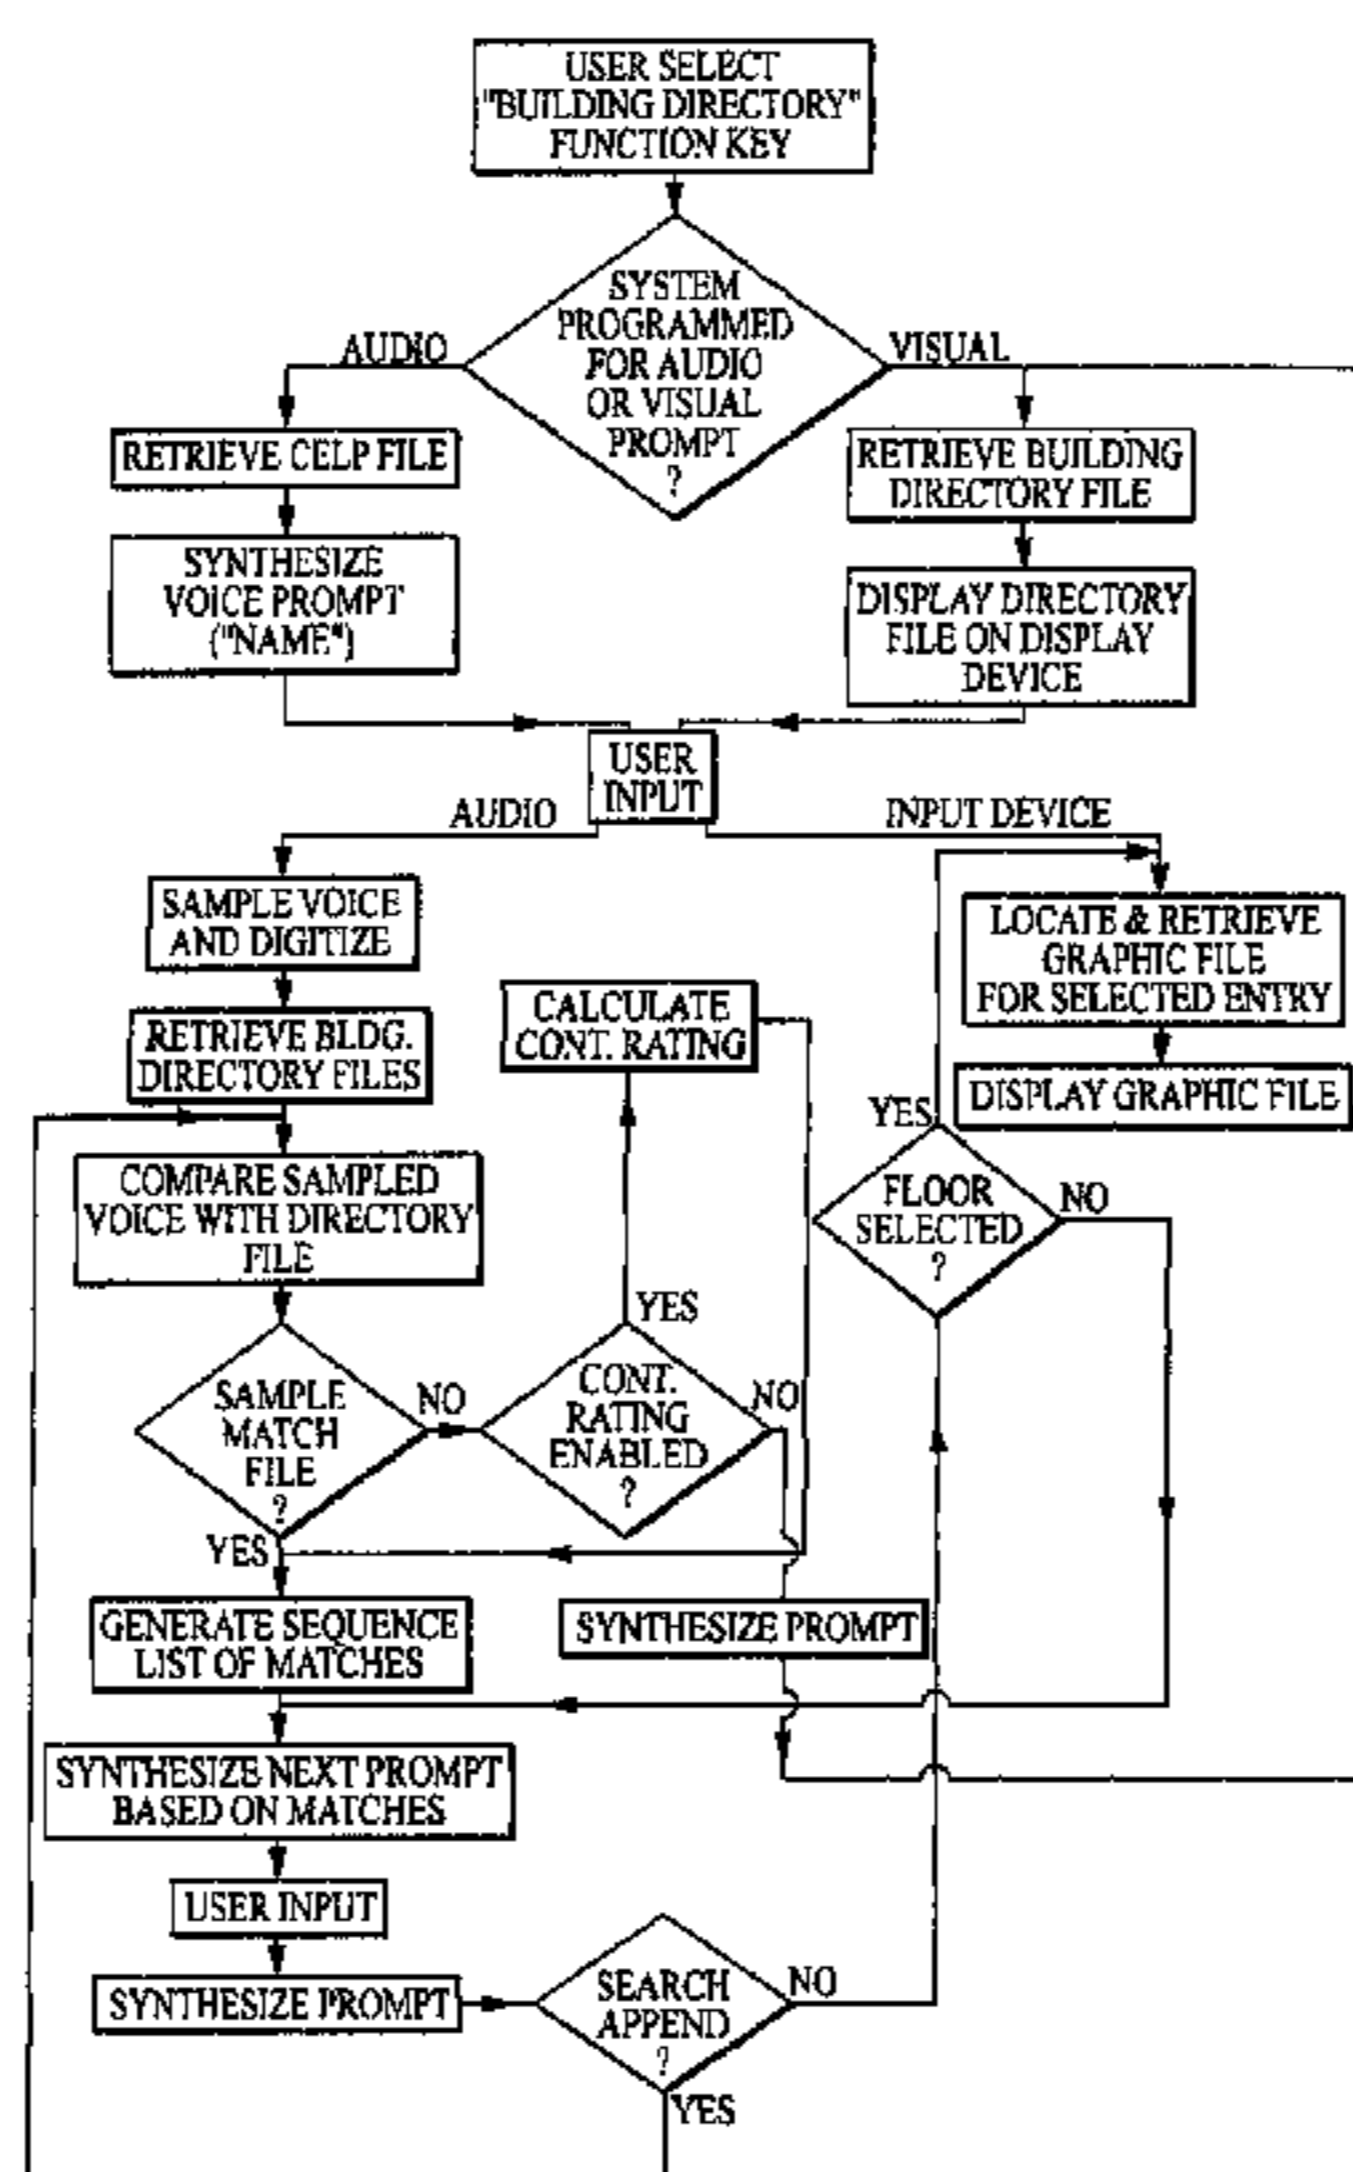 USER SELECT
"BUILDING DIRECTORY"
FUNCTION KEY
SYSTEM
PROGRAMMED
FOR AUDIO
OR VISUAL
PROMPT
?
AUDIO
VISUAL
RETRIEVE CELP FILE
RETRIEVE BUILDING
DIRECTORY FILE
SYNTHESIZE
VOICE PROMPT
("NAME")
DISPLAY DIRECTORY
FILE ON DISPLAY
DEVICE
USER
INPUT
AUDIO
INPUT DEVICE
SAMPLE VOICE
AND DIGITIZE
LOCATE & RETRIEVE
GRAPHIC FILE
FOR SELECTED ENTRY
CALCULATE
CONT. RATING
RETRIEVE BLDG.
DIRECTORY FILES
DISPLAY GRAPHIC FILE
YES
COMPARE SAMPLED
VOICE WITH DIRECTORY
FILE
FLOOR
SELECTED
?
NO
YES
SAMPLE
MATCH
FILE
?
NO
CONT.
RATING
ENABLED
?
NO
YES
GENERATE SEQUENCE
LIST OF MATCHES
SYNTHESIZE PROMPT
SYNTHESIZE NEXT PROMPT
BASED ON MATCHES
USER INPUT
SYNTHESIZE PROMPT
SEARCH
APPEND
?
NO
YES